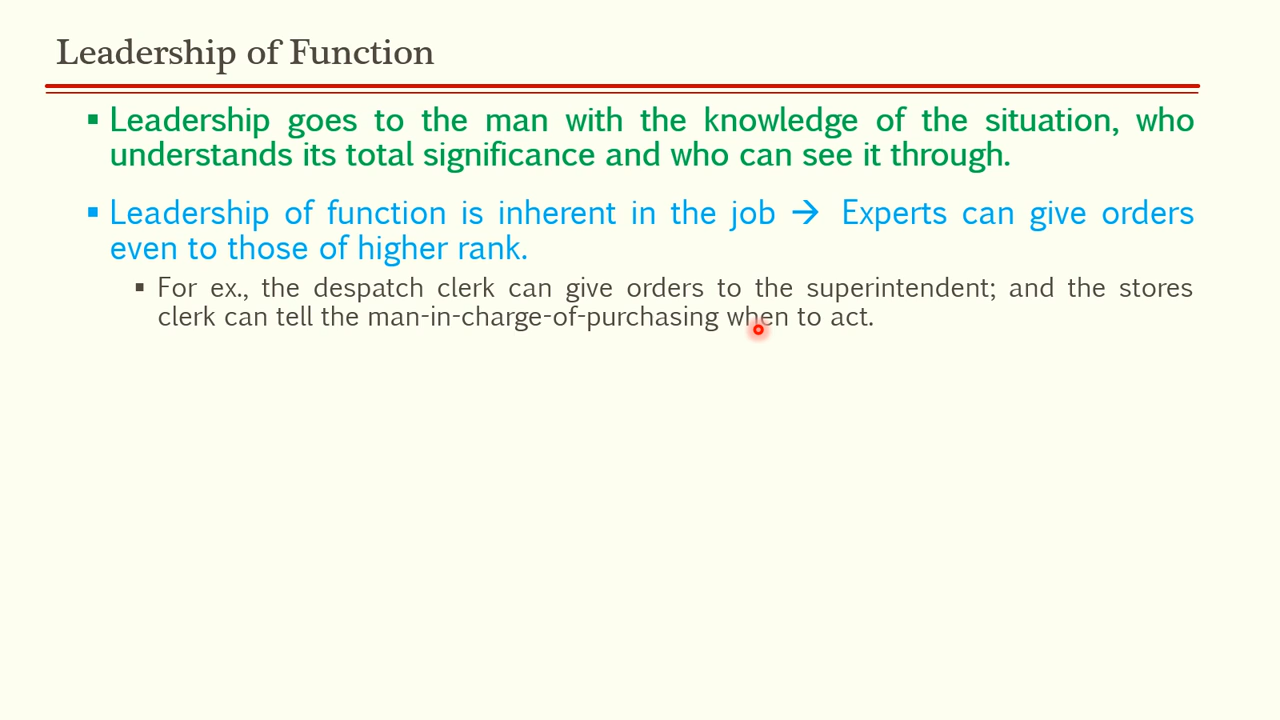 Leadership of Function
▪ Leadership goes to the man with the knowledge of the situation, who
understands its total significance and who can see it through.
▪ Leadership of function is inherent in the job → Experts can give orders
even to those of higher rank.
▪ For ex., the despatch clerk can give orders to the superintendent; and the stores
clerk can tell the man-in-charge-of-purchasing when to act.